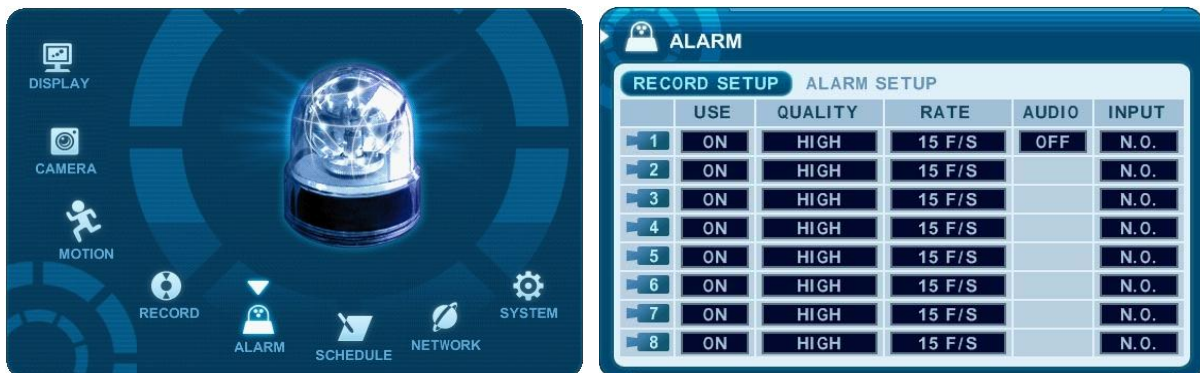 DISPLAY
CAMERA
MOTION
RECORD
ALARM
SCHEDULE
NETWORK
SYSTEM
ALARM
RECORD SETUP ALARM SETUP
USE QUALITY RATE AUDIO INPUT
1 ON HIGH 15 F/S OFF N.O.
2 ON HIGH 15 F/S N.O.
3 ON HIGH 15 F/S N.O.
4 ON HIGH 15 F/S N.O.
5 ON HIGH 15 F/S N.O.
6 ON HIGH 15 F/S N.O.
7 ON HIGH 15 F/S N.O.
8 ON HIGH 15 F/S N.O.